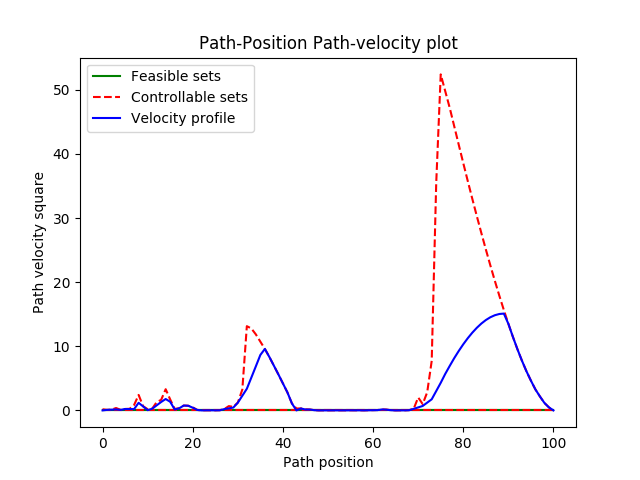 Path-Position Path-velocity plot
Feasible sets
Controllable sets
Velocity profile
Path velocity square
50
40
30
20
10
0
0 20 40 60 80 100
Path position